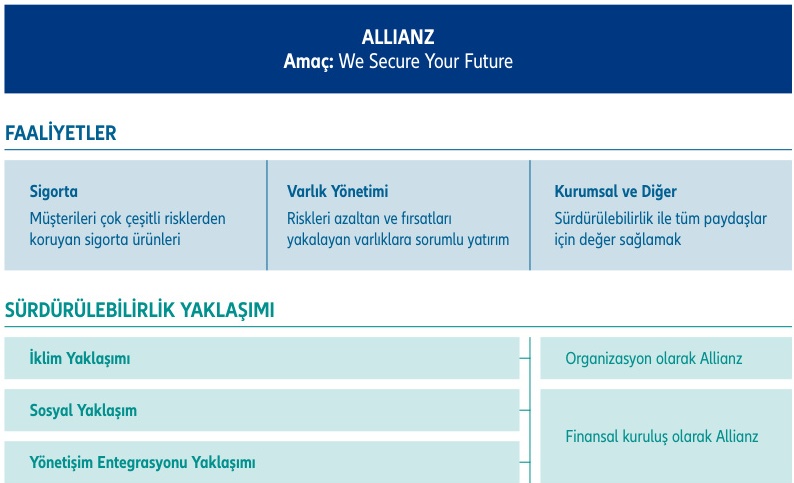 ALLIANZ
Amaç: We Secure Your Future
FAALİYETLER
Sigorta
Müşterileri çok çeşitli risklerden
koruyan sigorta ürünleri
Varlık Yönetimi
Riskleri azaltan ve fırsatları
yakalayan varlıklara sorumlu yatırım
Kurumsal ve Diğer
Sürdürülebilirlik ile tüm paydaşlar
için değer sağlamak
SÜRDÜRÜLEBİLİRLİK YAKLAŞIMI
İklim Yaklaşımı
Sosyal Yaklaşım
Yönetişim Entegrasyonu Yaklaşımı
Organizasyon olarak Allianz
Finansal kuruluş olarak Allianz